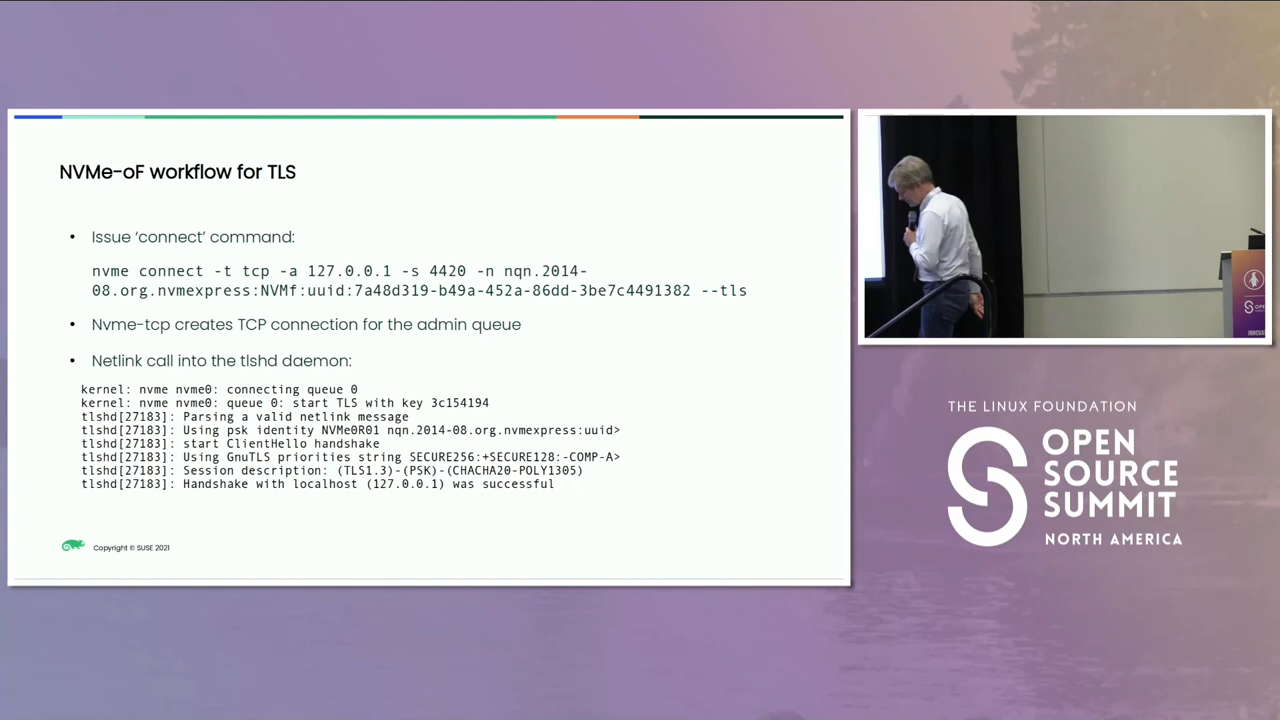 NVMe-oF workflow for TLS
• Issue ‘connect’ command:
nvme connect -t tcp -a 127.0.0.1 -s 4420 -n nqn.2014-
08.org.nvmexpress:NVMf:uuid:7a48d319-b49a-452a-86dd-3be7c4491382 --tls
• Nvme-tcp creates TCP connection for the admin queue
• Netlink call into the tlshd daemon:
kernel: nvme nvme0: connecting queue 0
kernel: nvme nvme0: queue 0: start TLS with key 3c154194
tlshd[27183]: Parsing a valid netlink message
tlshd[27183]: Using psk identity NVMe0R01 nqn.2014-08.org.nvmexpress:uuid>
tlshd[27183]: start ClientHello handshake
tlshd[27183]: Using GnuTLS priorities string SECURE256:+SECURE128:-COMP-A>
tlshd[27183]: Session description: (TLS1.3)-(PSK)-(CHACHA20-POLY1305)
tlshd[27183]: Handshake with localhost (127.0.0.1) was successful
Copyright © SUSE 2021
THE LINUX FOUNDATION
OPEN
SOURCE
SUMMIT
NORTH AMERICA